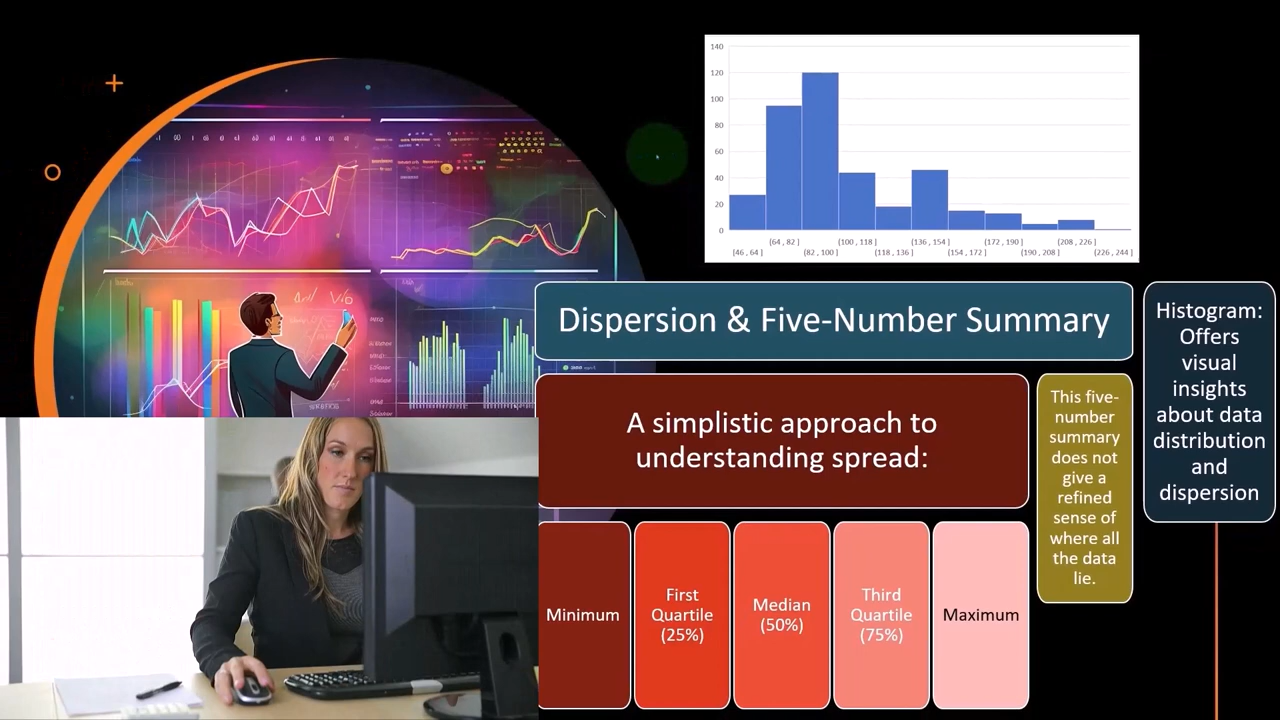 140
120
100
80
60
40
20
0
[46 , 64 ]
(64 , 82 ]
(82 , 100 ]
(100 , 118 ]
(118 , 136 ]
(136 , 154 ]
(154 , 172 ]
(172 , 190 ]
(190 , 208 ]
(208 , 226 ]
(226 , 244 ]
Dispersion & Five-Number Summary
A simplistic approach to
understanding spread:
Minimum
First
Quartile
(25%)
Median
(50%)
Third
Quartile
(75%)
Maximum
This five-
number
summary
does not
give a
refined
sense of
where all
the data
lie.
Histogram:
Offers
visual
insights
about data
distribution
and
dispersion